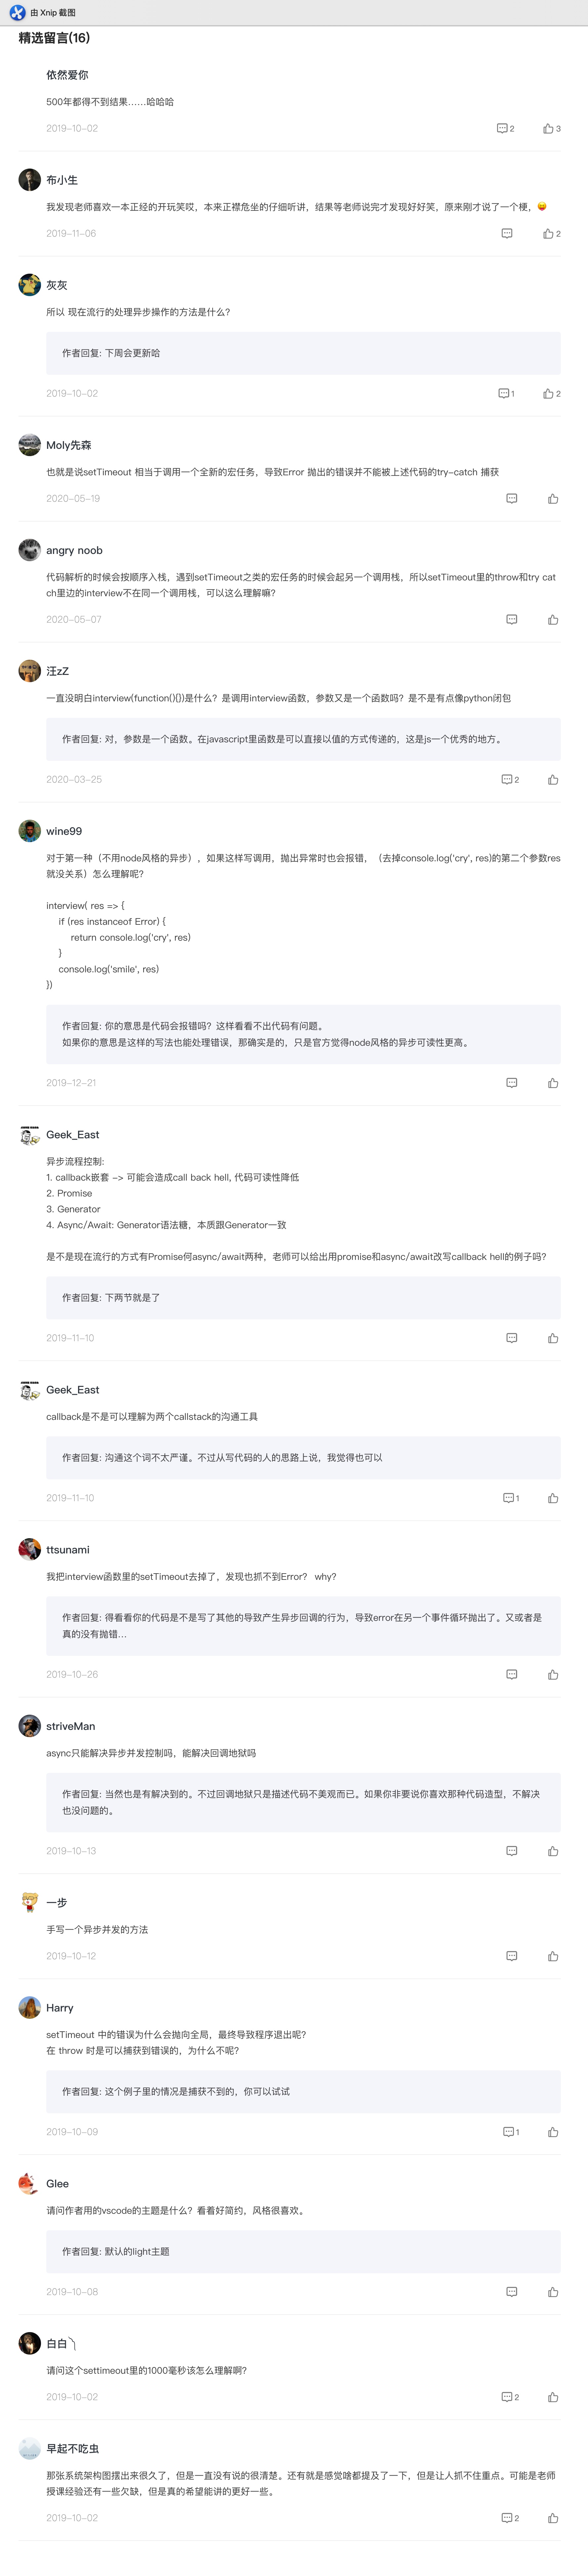 由 Xnip 截图
精选留言(16)
依然爱你
500年都得不到结果……哈哈哈
2019-10-02
2
3
布小生
我发现老师喜欢一本正经的开玩笑哎，本来正襟危坐的仔细听讲，结果等老师说完才发现好好笑，原来刚才说了一个梗，😝
2019-11-06
2
灰灰
所以 现在流行的处理异步操作的方法是什么?
作者回复: 下周会更新哈
2019-10-02
1
2
Moly先森
也就是说setTimeout 相当于调用一个全新的宏任务，导致Error 抛出的错误并不能被上述代码的try-catch 捕获
2020-05-19
angry noob
代码解析的时候会按顺序入栈，遇到setTimeout之类的宏任务的时候会起另一个调用栈，所以setTimeout里的throw和try cat
ch里边的interview不在同一个调用栈，可以这么理解嘛?
2020-05-07
汪zZ
一直没明白interview(function(){})是什么？是调用interview函数，参数又是一个函数吗？是不是有点像python闭包
作者回复: 对，参数是一个函数。在javascript里函数是可以直接以值的方式传递的，这是js一个优秀的地方。
2020-03-25
2
wine99
对于第一种（不用node风格的异步），如果这样写调用，抛出异常时也会报错，（去掉console.log('cry', res)的第二个参数res
就没关系）怎么理解呢?
interview( res => {
if (res instanceof Error) {
return console.log('cry', res)
}
console.log('smile', res)
})
作者回复: 你的意思是代码会报错吗？这样看看不出代码有问题。
如果你的意思是这样的写法也能处理错误，那确实是的，只是官方觉得node风格的异步可读性更高。
2019-12-21
Geek_East
异步流程控制:
1. callback嵌套 -> 可能会造成call back hell, 代码可读性降低
2. Promise
3. Generator
4. Async/Await: Generator语法糖，本质跟Generator一致
是不是现在流行的方式有Promise何async/await两种，老师可以给出用promise和async/await改写callback hell的例子吗?
作者回复: 下两节就是了
2019-11-10
Geek_East
callback是不是可以理解为两个callstack的沟通工具
作者回复: 沟通这个词不太严谨。不过从写代码的人的思路上说，我觉得也可以
2019-11-10
1
ttsunami
我把interview函数里的setTimeout去掉了，发现也抓不到Error? why?
作者回复: 得看看你的代码是不是写了其他的导致产生异步回调的行为，导致error在另一个事件循环抛出了。又或者是
真的没有抛错…
2019-10-26
striveMan
async只能解决异步并发控制吗，能解决回调地狱吗
作者回复: 当然也是有解决到的。不过回调地狱只是描述代码不美观而已。如果你非要说你喜欢那种代码造型，不解决
也没问题的。
2019-10-13
一步
手写一个异步并发的方法
2019-10-12
Harry
setTimeout 中的错误为什么会抛向全局，最终导致程序退出呢?
在 throw 时是可以捕获到错误的，为什么不呢?
作者回复: 这个例子里的情况是捕获不到的，你可以试试
2019-10-09
1
Glee
请问作者用的vscode的主题是什么？看着好简约，风格很喜欢。
作者回复: 默认的light主题
2019-10-08
白白╲
请问这个settimeout里的1000毫秒该怎么理解啊?
2019-10-02
2
早起不吃虫
那张系统架构图摆出来很久了，但是一直没有说的很清楚。还有就是感觉啥都提及了一下，但是让人抓不住重点。可能是老师
授课经验还有一些欠缺，但是真的希望能讲的更好一些。
2019-10-02
2